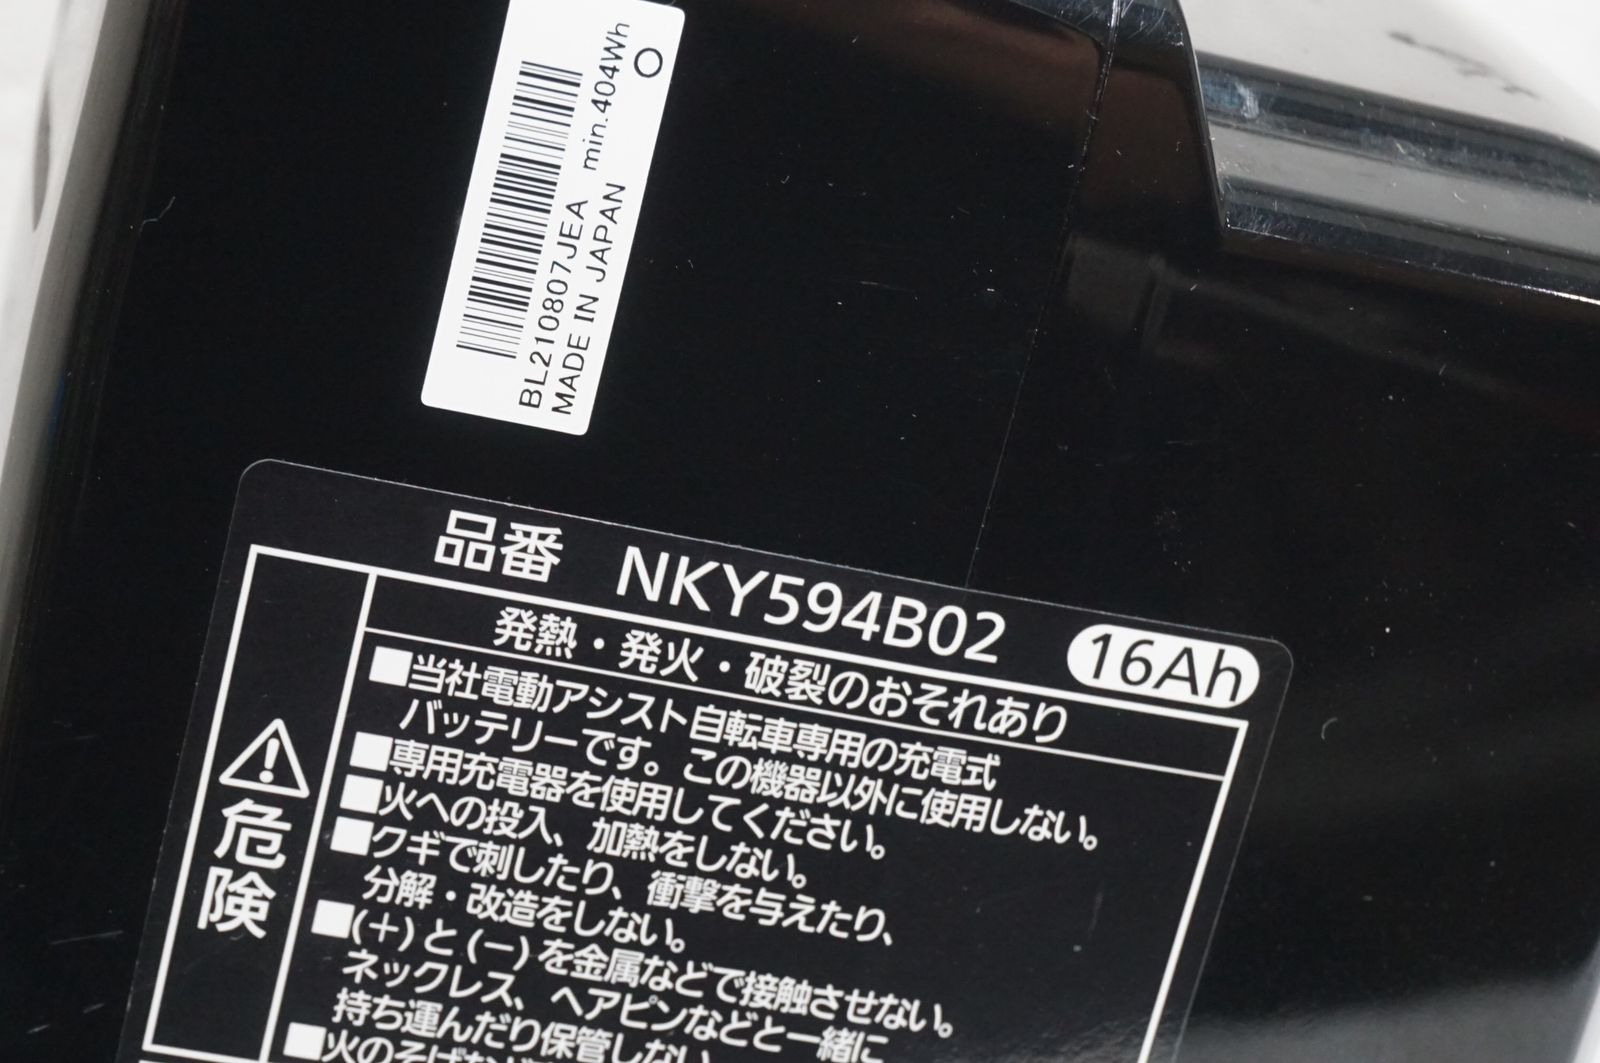 min.404Wh
BL210807JEA
MADE IN JAPAN
品番 NKY594B02 16Ah
発熱・発火・破裂のおそれあり
危険
■当社電動アシスト自転車専用の充電式
バッテリーです。この機器以外に使用しない。
■専用充電器を使用してください。
■火への投入、加熱をしない。
■クギで刺したり、衝撃を与えたり、
分解・改造をしない。
■(+)と(−)を金属などで接触させない。
ネックレス、ヘアピンなどと一緒に
持ち運んだり保管しない。
■火のそばなど